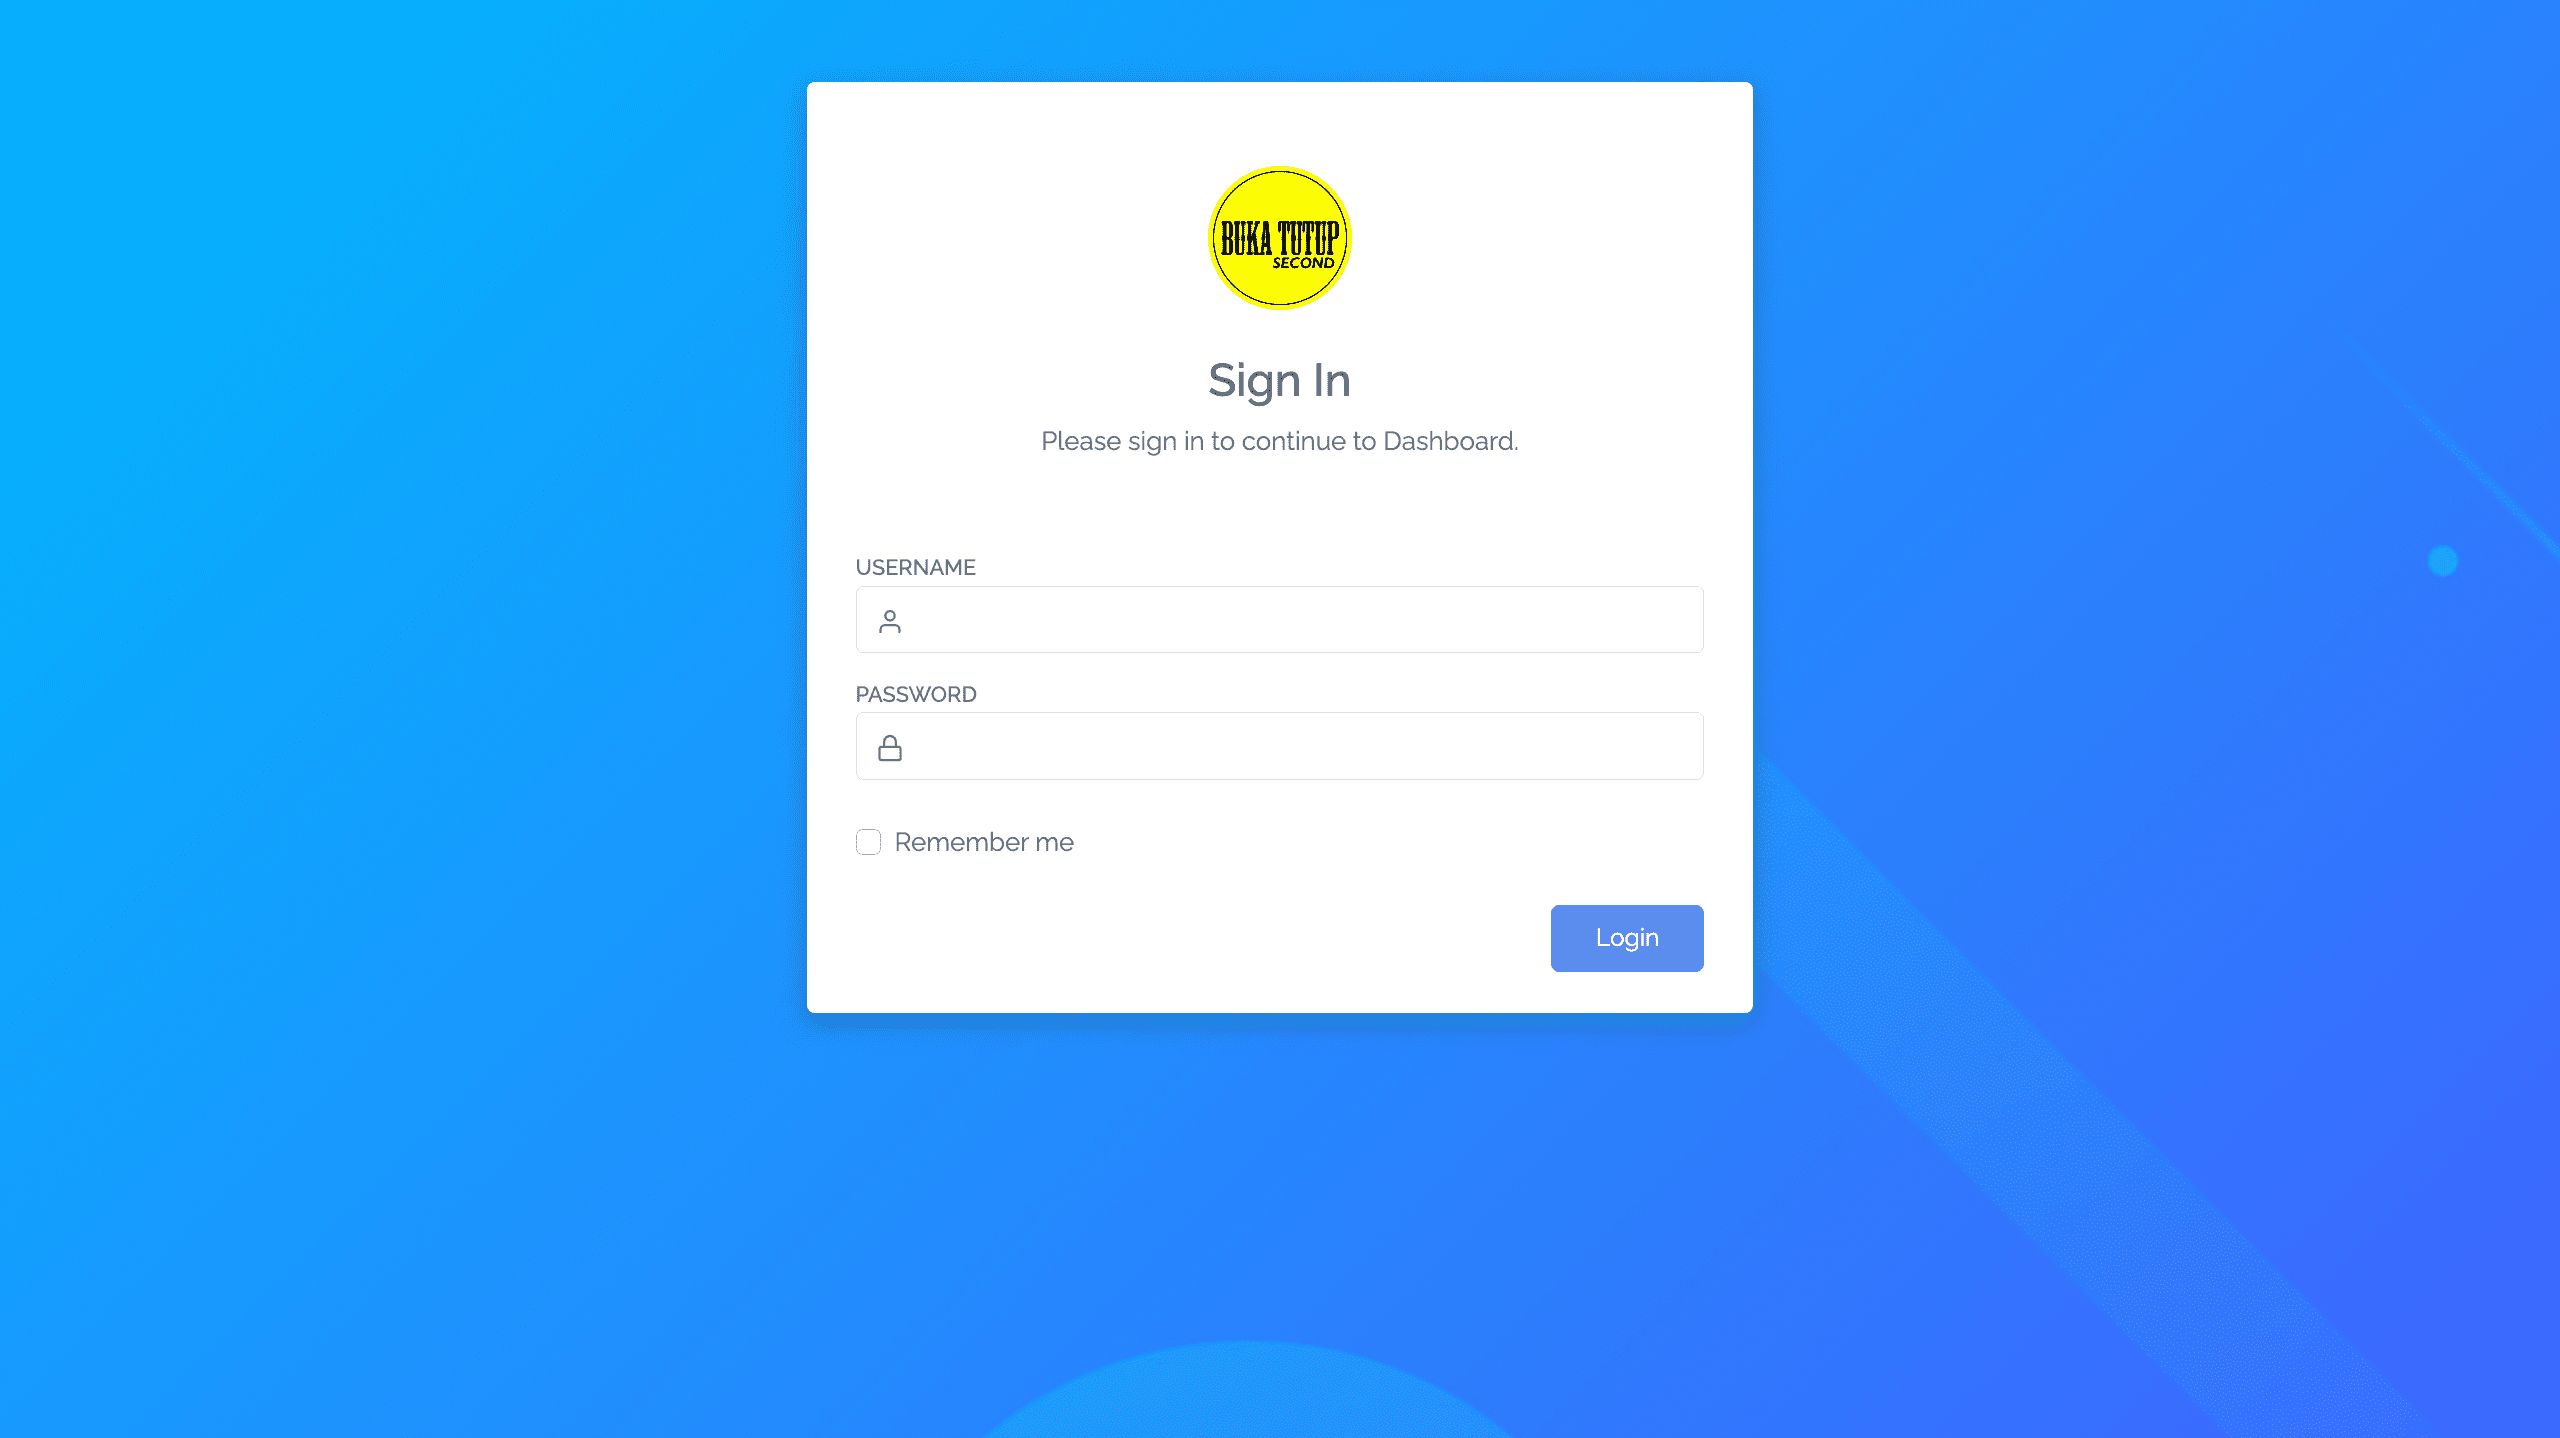 BUKA TUTUP
SECOND
Sign In
Please sign in to continue to Dashboard.
USERNAME
PASSWORD
Remember me
Login